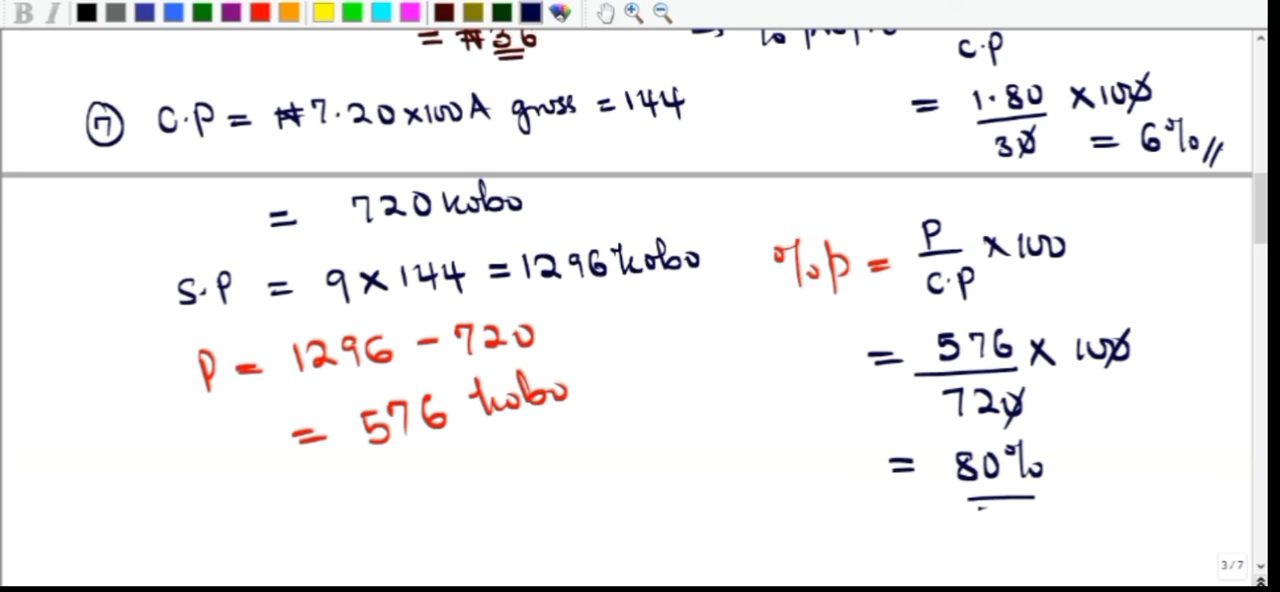 B I
= ₦36
C.P
⑦ C.P = ₦7.20×100 A gross = 144
= 1.80 × 100
30 = 6%//
= 720 kobo
S.P = 9 × 144 = 1296 kobo
P = 1296 - 720
= 576 kobo
%P = P × 100
C.P
= 576 × 100
720
= 80%
3/7